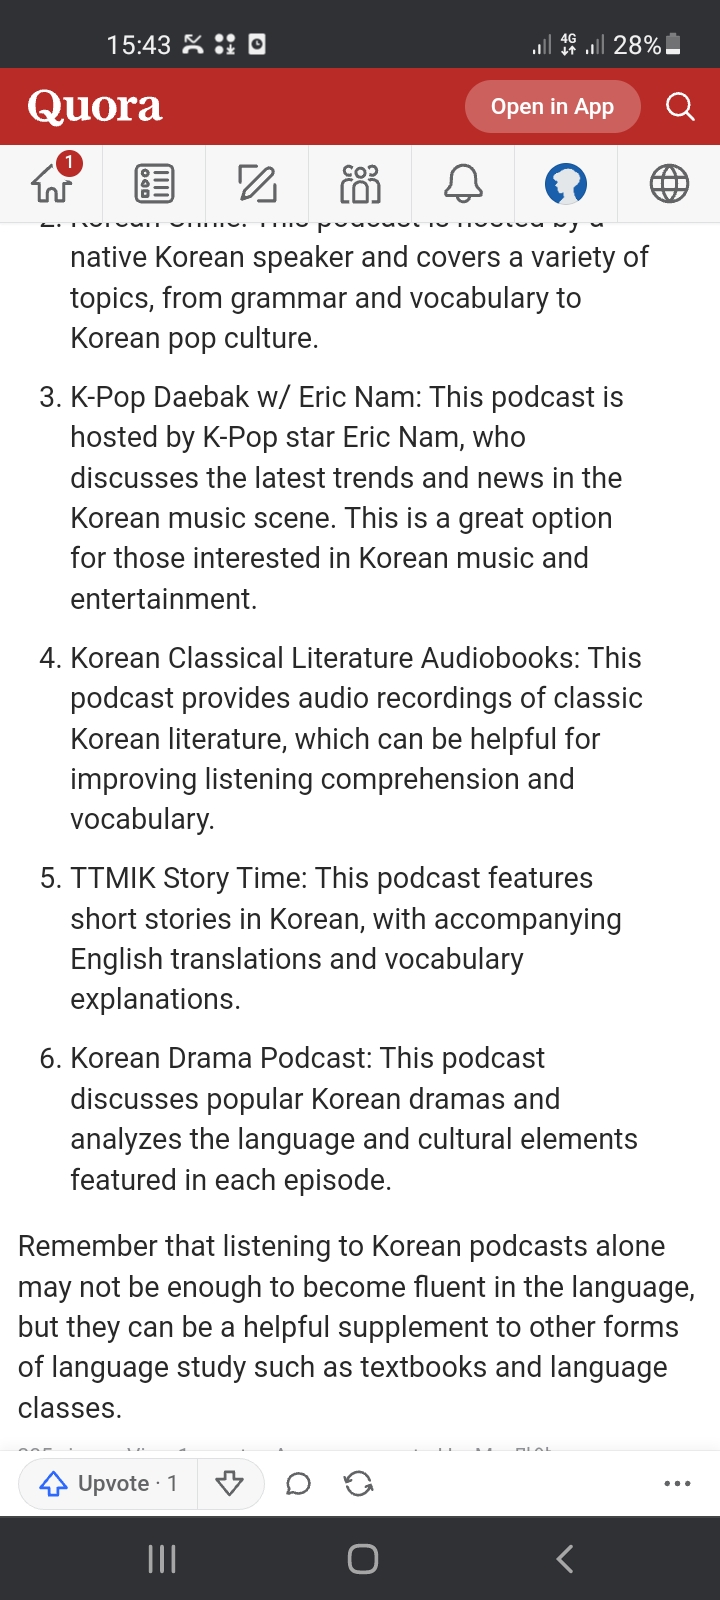 15:43
4G
28%
Quora
Open in App
1
native Korean speaker and covers a variety of
topics, from grammar and vocabulary to
Korean pop culture.
3. K-Pop Daebak w/ Eric Nam: This podcast is
hosted by K-Pop star Eric Nam, who
discusses the latest trends and news in the
Korean music scene. This is a great option
for those interested in Korean music and
entertainment.
4. Korean Classical Literature Audiobooks: This
podcast provides audio recordings of classic
Korean literature, which can be helpful for
improving listening comprehension and
vocabulary.
5. TTMIK Story Time: This podcast features
short stories in Korean, with accompanying
English translations and vocabulary
explanations.
6. Korean Drama Podcast: This podcast
discusses popular Korean dramas and
analyzes the language and cultural elements
featured in each episode.
Remember that listening to Korean podcasts alone
may not be enough to become fluent in the language,
but they can be a helpful supplement to other forms
of language study such as textbooks and language
classes.
Upvote · 1